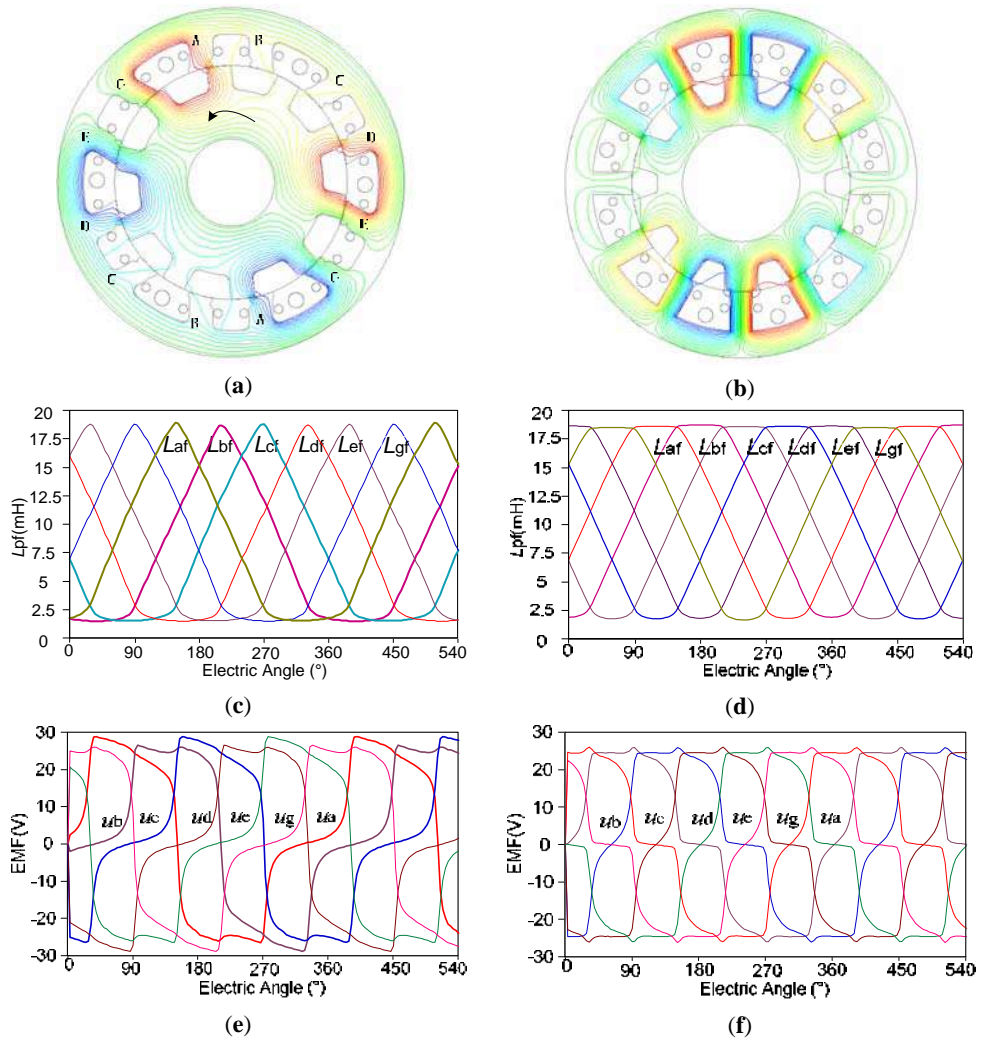 A B
C
G
E D
D E
C G
B A
(a) (b)
20
17.5
15
12.5
10
7.5
5
2.5
0
Lpf(mH)
Laf Lbf Lcf Ldf Lef Lgf
0 90 180 270 360 450 540
Electric Angle (°)
(c)
20
17.5
15
12.5
10
7.5
5
2.5
0
Lpf(mH)
Laf Lbf Lcf Ldf Lef Lgf
0 90 180 270 360 450 540
Electric Angle (°)
(d)
30
20
10
0
-10
-20
-30
EMF(V)
ub uc ud ue ug ua
0 90 180 270 360 450 540
Electric Angle (°)
(e)
30
20
10
0
-10
-20
-30
EMF(V)
ub uc ud ue ug ua
0 90 180 270 360 450 540
Electric Angle (°)
(f)